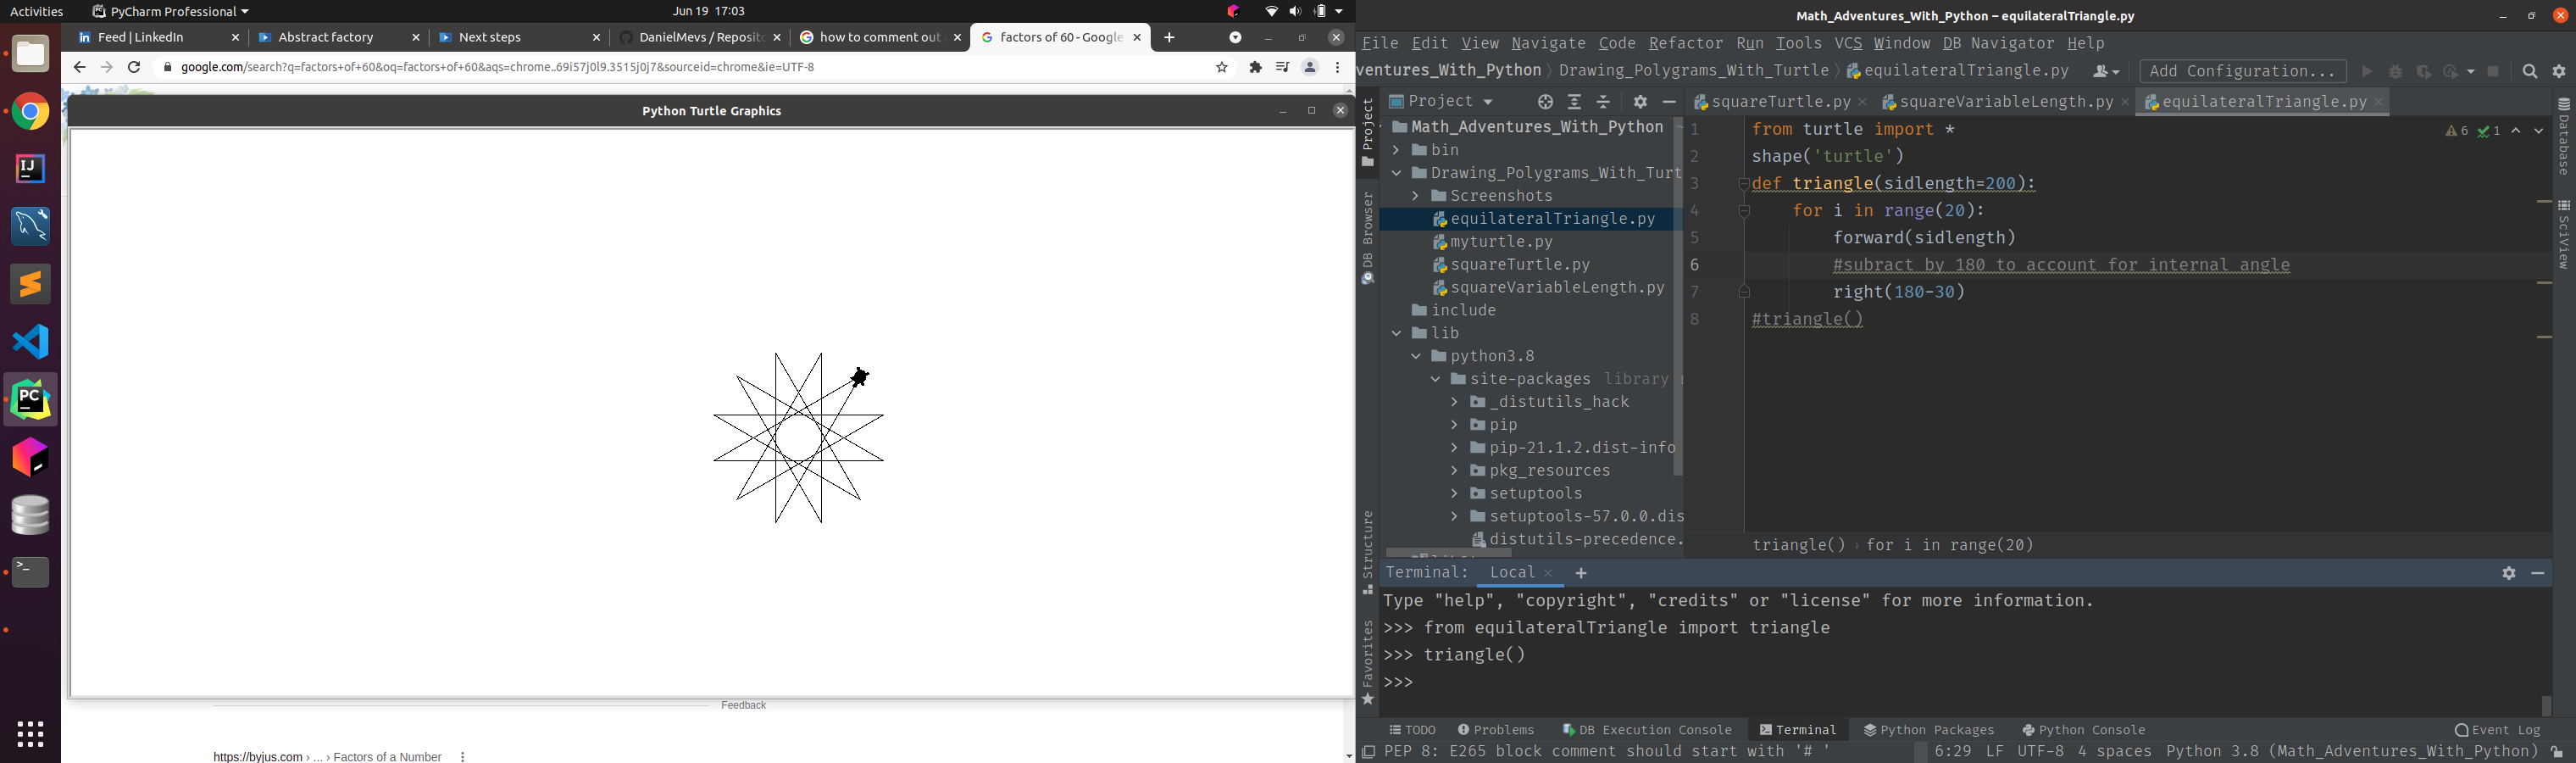 Activities
PyCharm Professional
Jun 19 17:03
Feed | LinkedIn
Abstract factory
Next steps
DanielMevs / Reposito
how to comment out
factors of 60 - Google
google.com/search?q=factors+of+60&oq=factors+of+60&aqs=chrome..69i57j0l9.3515j0j7&sourceid=chrome&ie=UTF-8
Python Turtle Graphics
Feedback
https://byjus.com › ... › Factors of a Number
Math_Adventures_With_Python – equilateralTriangle.py
File Edit View Navigate Code Refactor Run Tools VCS Window DB Navigator Help
ventures_With_Python Drawing_Polygrams_With_Turtle equilateralTriangle.py
Add Configuration...
Project
squareTurtle.py
squareVariableLength.py
equilateralTriangle.py
Project
DB Browser
Structure
Favorites
Math_Adventures_With_Python
bin
Drawing_Polygrams_With_Turt
Screenshots
equilateralTriangle.py
myturtle.py
squareTurtle.py
squareVariableLength.py
include
lib
python3.8
site-packages library
_distutils_hack
pip
pip-21.1.2.dist-info
pkg_resources
setuptools
setuptools-57.0.0.dis
distutils-precedence.
1 from turtle import *
2 shape('turtle')
3 def triangle(sidlength=200):
4 for i in range(20):
5 forward(sidlength)
6 #subract by 180 to account for internal angle
7 right(180-30)
8 #triangle()
6 1
triangle() › for i in range(20)
Database
SciView
Terminal: Local
Type "help", "copyright", "credits" or "license" for more information.
>>> from equilateralTriangle import triangle
>>> triangle()
>>>
TODO Problems DB Execution Console Terminal Python Packages Python Console Event Log
PEP 8: E265 block comment should start with '# '
6:29 LF UTF-8 4 spaces Python 3.8 (Math_Adventures_With_Python)